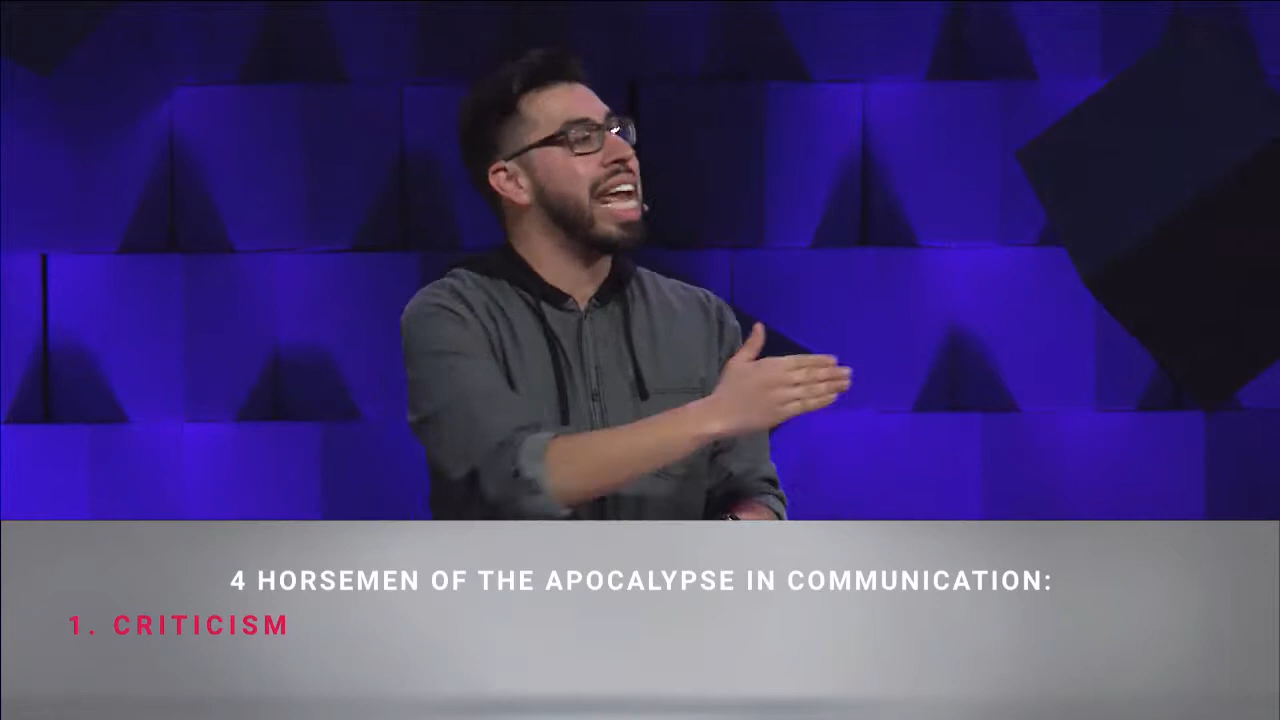 4 HORSEMEN OF THE APOCALYPSE IN COMMUNICATION:
1. CRITICISM